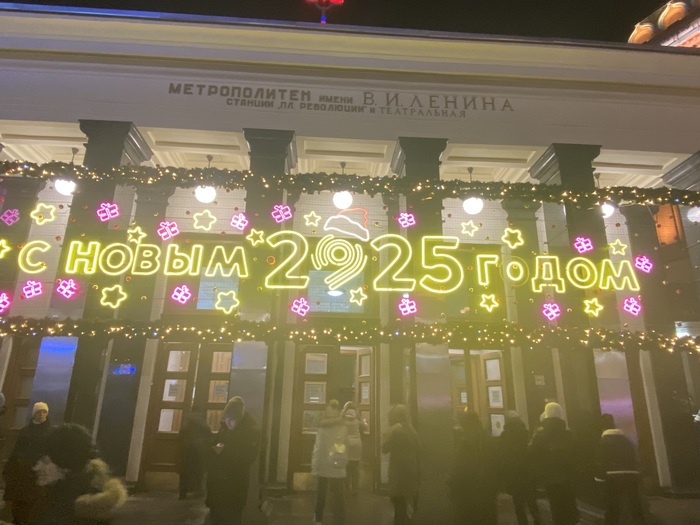 МЕТРОПОЛИТЕН ИМЕНИ В.И.ЛЕНИНА
СТАНЦИИ „ПЛ. РЕВОЛЮЦИИ" И ТЕАТРАЛЬНАЯ
С НОВЫМ 2025 ГОДОМ